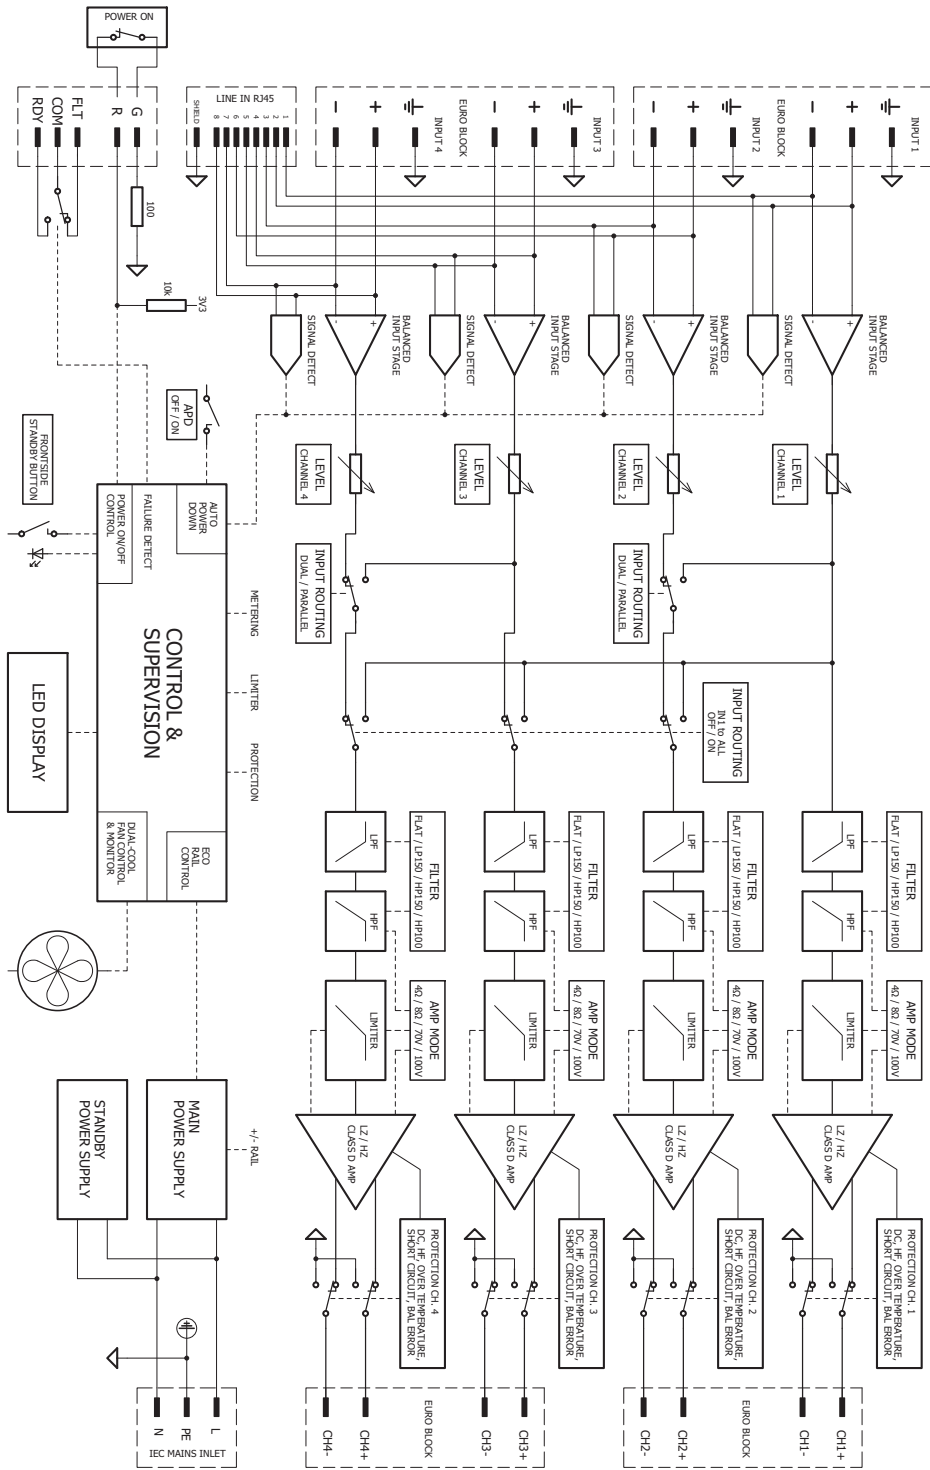 POWER ON
G
R
FLT
COM
RDY
100
10k
3V3
LINE IN RJ45
SHIELD
8
7
6
5
4
3
2
1
EURO BLOCK
INPUT 4
-
+
INPUT 3
-
+
EURO BLOCK
INPUT 2
-
+
INPUT 1
-
+
BALANCED
INPUT STAGE
+
-
SIGNAL DETECT
BALANCED
INPUT STAGE
+
-
SIGNAL DETECT
BALANCED
INPUT STAGE
+
-
SIGNAL DETECT
BALANCED
INPUT STAGE
+
-
SIGNAL DETECT
LEVEL
CHANNEL 1
LEVEL
CHANNEL 2
LEVEL
CHANNEL 3
LEVEL
CHANNEL 4
APD
OFF / ON
FRONTSIDE
STANDBY BUTTON
AUTO
POWER
DOWN
FAILURE DETECT
POWER ON/OFF
CONTROL
CONTROL &
SUPERVISION
METERING
LIMITER
PROTECTION
ECO
RAIL
CONTROL
DUAL-COOL
FAN CONTROL
& MONITOR
LED DISPLAY
INPUT ROUTING
DUAL / PARALLEL
INPUT ROUTING
DUAL / PARALLEL
INPUT ROUTING
IN1 to ALL
OFF / ON
FILTER
FLAT / LP150 / HP150 / HP100
LPF
HPF
FILTER
FLAT / LP150 / HP150 / HP100
LPF
HPF
FILTER
FLAT / LP150 / HP150 / HP100
LPF
HPF
FILTER
FLAT / LP150 / HP150 / HP100
LPF
HPF
AMP MODE
4Ω / 8Ω / 70V / 100V
LIMITER
AMP MODE
4Ω / 8Ω / 70V / 100V
LIMITER
AMP MODE
4Ω / 8Ω / 70V / 100V
LIMITER
AMP MODE
4Ω / 8Ω / 70V / 100V
LIMITER
LZ / HZ
CLASS D AMP
LZ / HZ
CLASS D AMP
LZ / HZ
CLASS D AMP
LZ / HZ
CLASS D AMP
MAIN
POWER SUPPLY
+/- RAIL
STANDBY
POWER SUPPLY
PROTECTION CH. 1
DC, HF, OVER TEMPERATURE,
SHORT CIRCUIT, BAL ERROR
PROTECTION CH. 2
DC, HF, OVER TEMPERATURE,
SHORT CIRCUIT, BAL ERROR
PROTECTION CH. 3
DC, HF, OVER TEMPERATURE,
SHORT CIRCUIT, BAL ERROR
PROTECTION CH. 4
DC, HF, OVER TEMPERATURE,
SHORT CIRCUIT, BAL ERROR
EURO BLOCK
CH1+
CH1-
CH2+
CH2-
EURO BLOCK
CH3+
CH3-
CH4+
CH4-
L
PE
N
IEC MAINS INLET